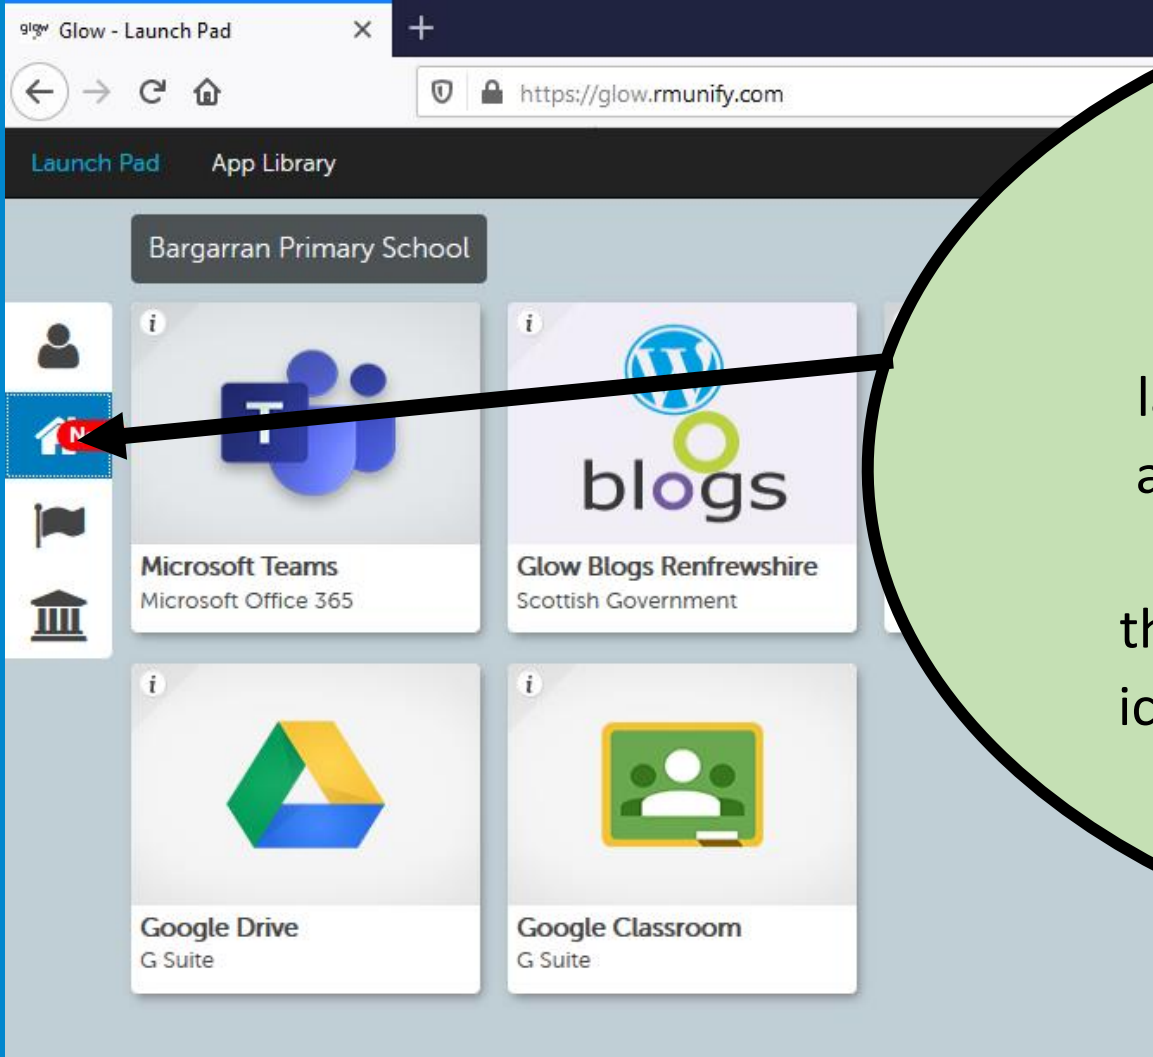 glow Glow - Launch Pad
https://glow.rmunify.com
Launch Pad App Library
Bargarran Primary School
i i
T
N
blogs
Microsoft Teams
Microsoft Office 365
Glow Blogs Renfrewshire
Scottish Government
i i
Google Drive
G Suite
Google Classroom
G Suite